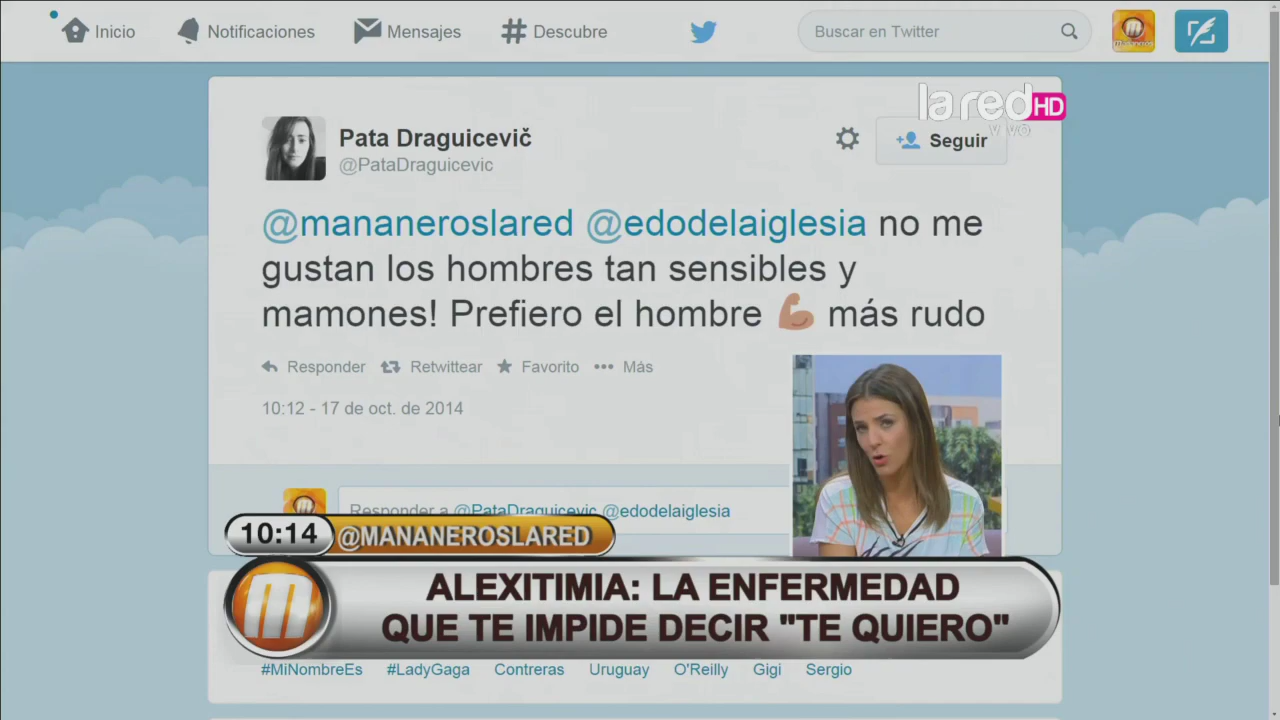 Inicio
Notificaciones
Mensajes
Descubre
Buscar en Twitter
la red HD
vivo
Pata Draguicevič
@PataDraguicevic
Seguir
@mananeroslared @edodelaiglesia no me
gustan los hombres tan sensibles y
mamones! Prefiero el hombre 💪 más rudo
Responder
Retwittear
Favorito
Más
10:12 - 17 de oct. de 2014
Responder a @PataDraguicevic @edodelaiglesia
10:14
@MANANEROSLARED
m
ALEXITIMIA: LA ENFERMEDAD
QUE TE IMPIDE DECIR "TE QUIERO"
#MiNombreEs
#LadyGaga
Contreras
Uruguay
O'Reilly
Gigi
Sergio